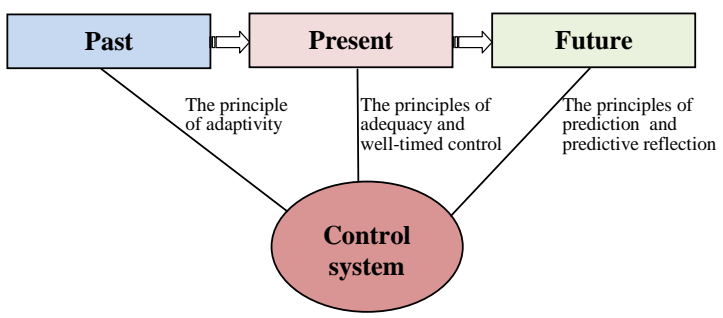 Past
Present
Future
The principle
of adaptivity
The principles of
adequacy and
well-timed control
The principles of
prediction and
predictive reflection
Control
system